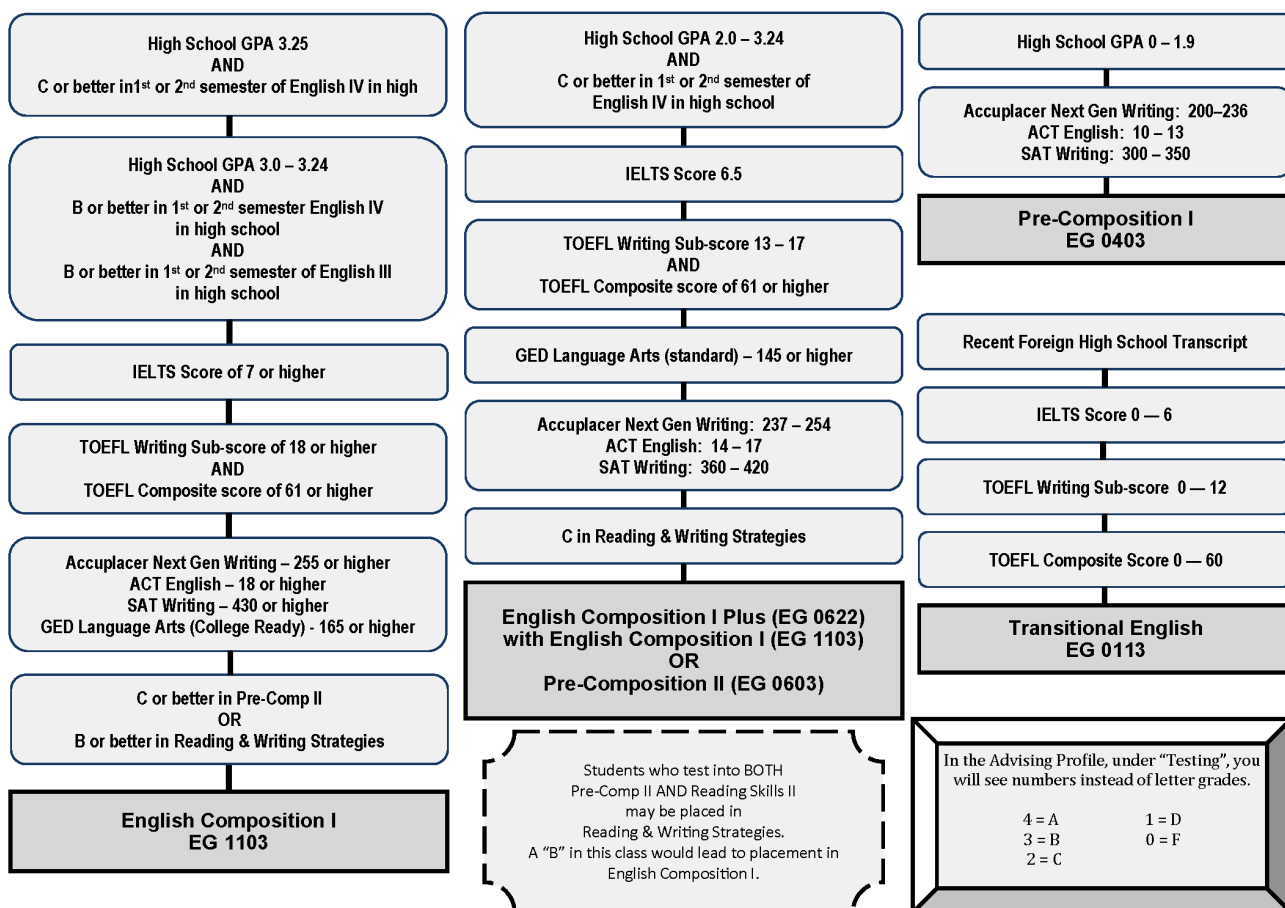 High School GPA 3.25
AND
C or better in1st or 2nd semester of English IV in high
High School GPA 3.0 – 3.24
AND
B or better in 1st or 2nd semester English IV
in high school
AND
B or better in 1st or 2nd semester of English III
in high school
IELTS Score of 7 or higher
TOEFL Writing Sub-score of 18 or higher
AND
TOEFL Composite score of 61 or higher
Accuplacer Next Gen Writing – 255 or higher
ACT English – 18 or higher
SAT Writing – 430 or higher
GED Language Arts (College Ready) - 165 or higher
C or better in Pre-Comp II
OR
B or better in Reading & Writing Strategies
English Composition I
EG 1103
High School GPA 2.0 – 3.24
AND
C or better in 1st or 2nd semester of
English IV in high school
IELTS Score 6.5
TOEFL Writing Sub-score 13 – 17
AND
TOEFL Composite score of 61 or higher
GED Language Arts (standard) – 145 or higher
Accuplacer Next Gen Writing: 237 – 254
ACT English: 14 – 17
SAT Writing: 360 – 420
C in Reading & Writing Strategies
English Composition I Plus (EG 0622)
with English Composition I (EG 1103)
OR
Pre-Composition II (EG 0603)
Students who test into BOTH
Pre-Comp II AND Reading Skills II
may be placed in
Reading & Writing Strategies.
A “B” in this class would lead to placement in
English Composition I.
High School GPA 0 - 1.9
Accuplacer Next Gen Writing: 200–236
ACT English: 10 – 13
SAT Writing: 300 – 350
Pre-Composition I
EG 0403
Recent Foreign High School Transcript
IELTS Score 0 — 6
TOEFL Writing Sub-score 0 — 12
TOEFL Composite Score 0 — 60
Transitional English
EG 0113
In the Advising Profile, under “Testing”, you
will see numbers instead of letter grades.
4 = A 1 = D
3 = B 0 = F
2 = C